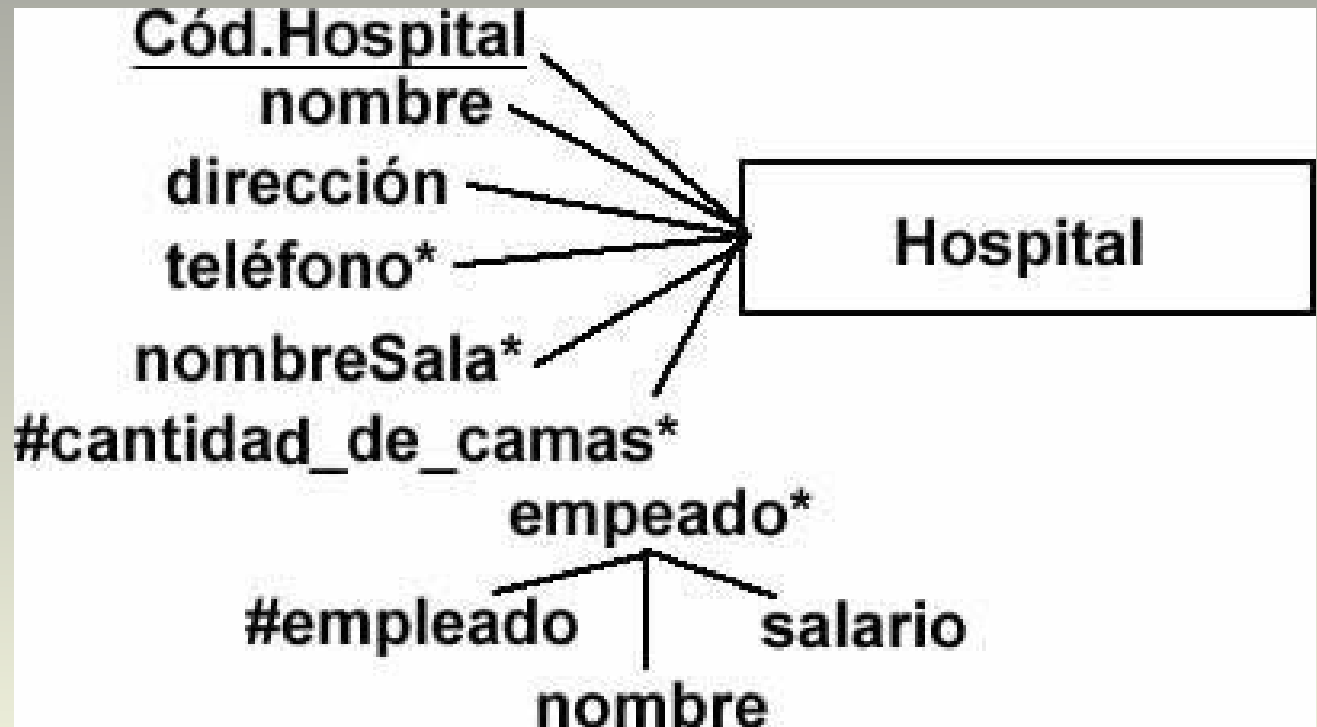 Cód.Hospital
nombre
dirección
teléfono*
Hospital
nombreSala*
#cantidad_de_camas*
empeado*
#empleado
salario
nombre